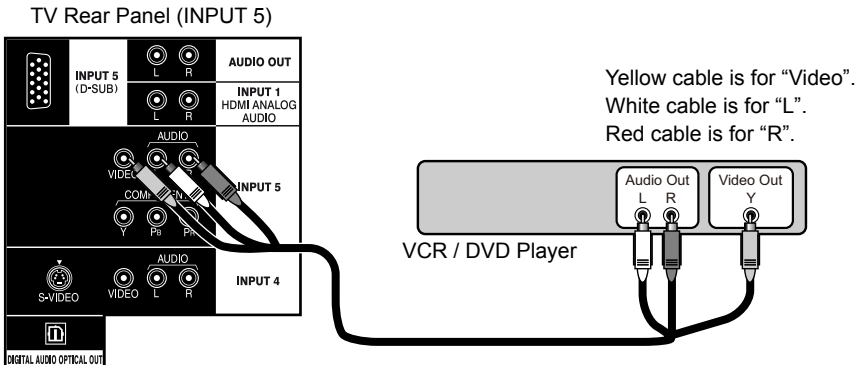 TV Rear Panel (INPUT 5)
INPUT 5
(D-SUB)
L R
AUDIO OUT
L R
INPUT 1
HDMI ANALOG
AUDIO
AUDIO
INPUT 5
Y PB PR
S-VIDEO
AUDIO
VIDEO L R
INPUT 4
DIGITAL AUDIO OPTICAL OUT
Yellow cable is for “Video”.
White cable is for “L”.
Red cable is for “R”.
Audio Out
L R
Video Out
Y
VCR / DVD Player